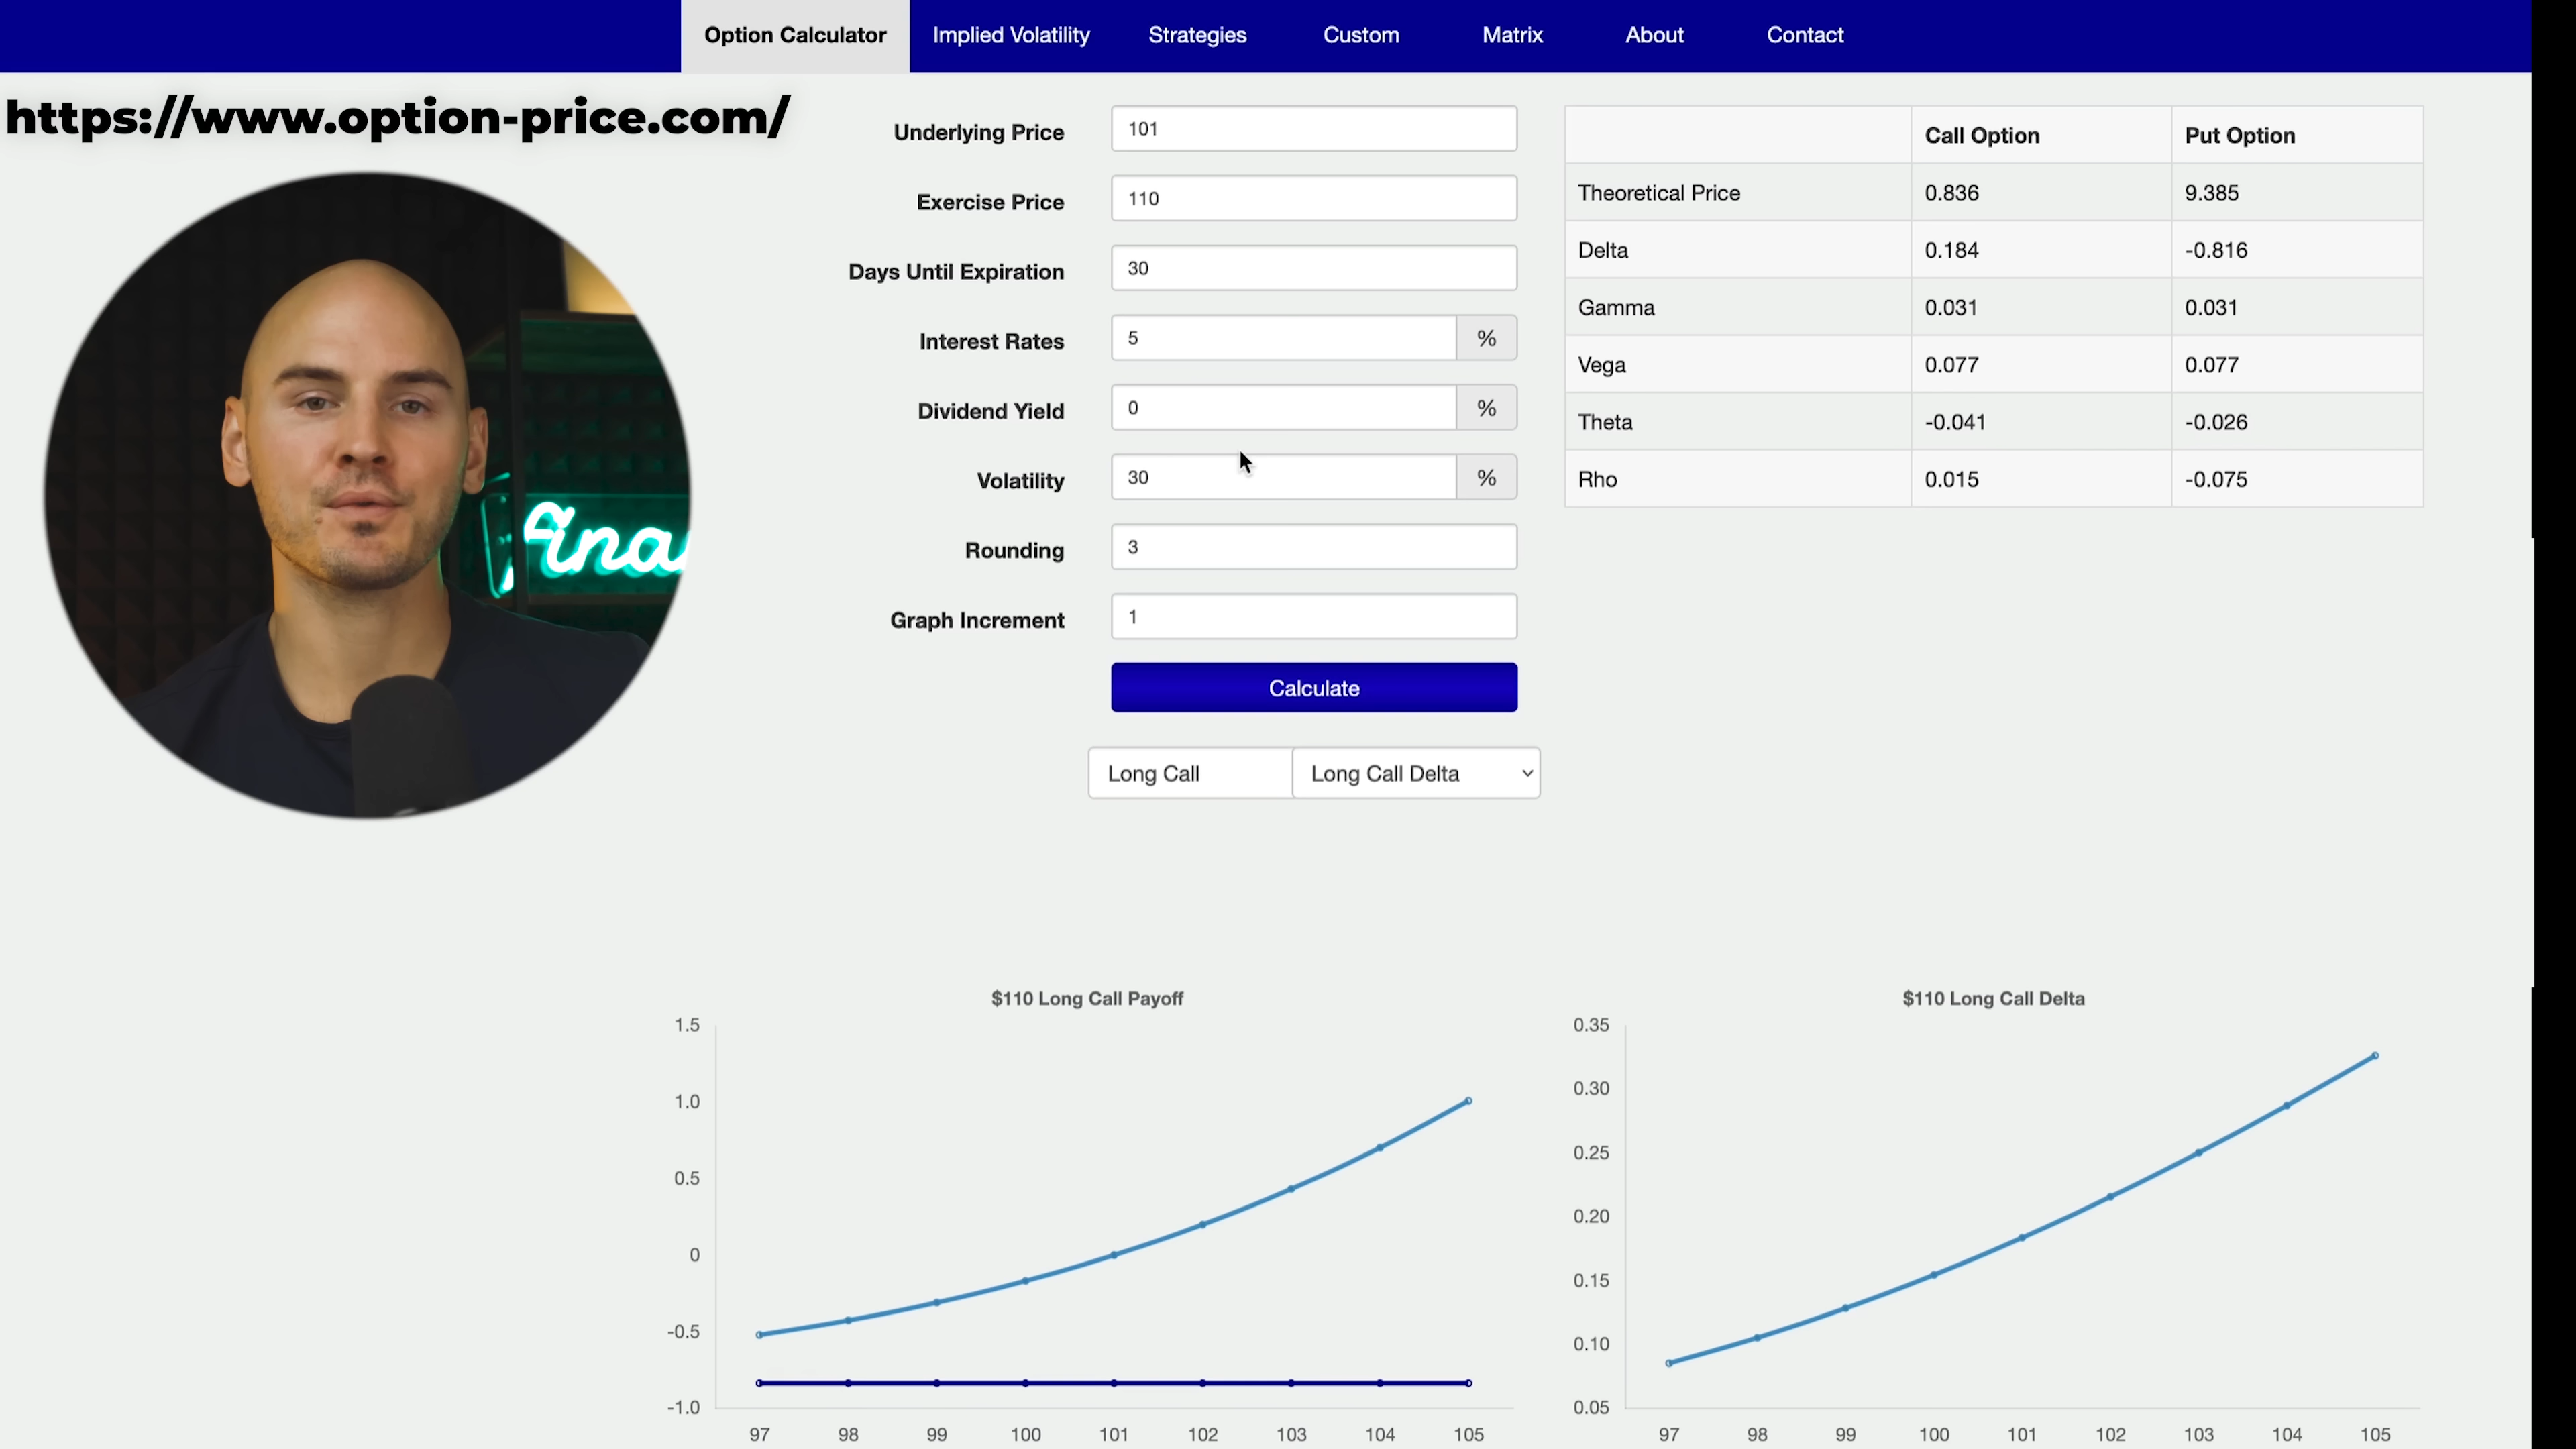 Option Calculator Implied Volatility Strategies Custom Matrix About Contact
https://www.option-price.com/
Underlying Price 101
Exercise Price 110
Days Until Expiration 30
Interest Rates 5 %
Dividend Yield 0 %
Volatility 30 %
Rounding 3
Graph Increment 1
Calculate
Long Call Long Call Delta
Call Option Put Option
Theoretical Price 0.836 9.385
Delta 0.184 -0.816
Gamma 0.031 0.031
Vega 0.077 0.077
Theta -0.041 -0.026
Rho 0.015 -0.075
$110 Long Call Payoff
1.5
1.0
0.5
0
-0.5
-1.0
97 98 99 100 101 102 103 104 105
$110 Long Call Delta
0.35
0.30
0.25
0.20
0.15
0.10
0.05
97 98 99 100 101 102 103 104 105